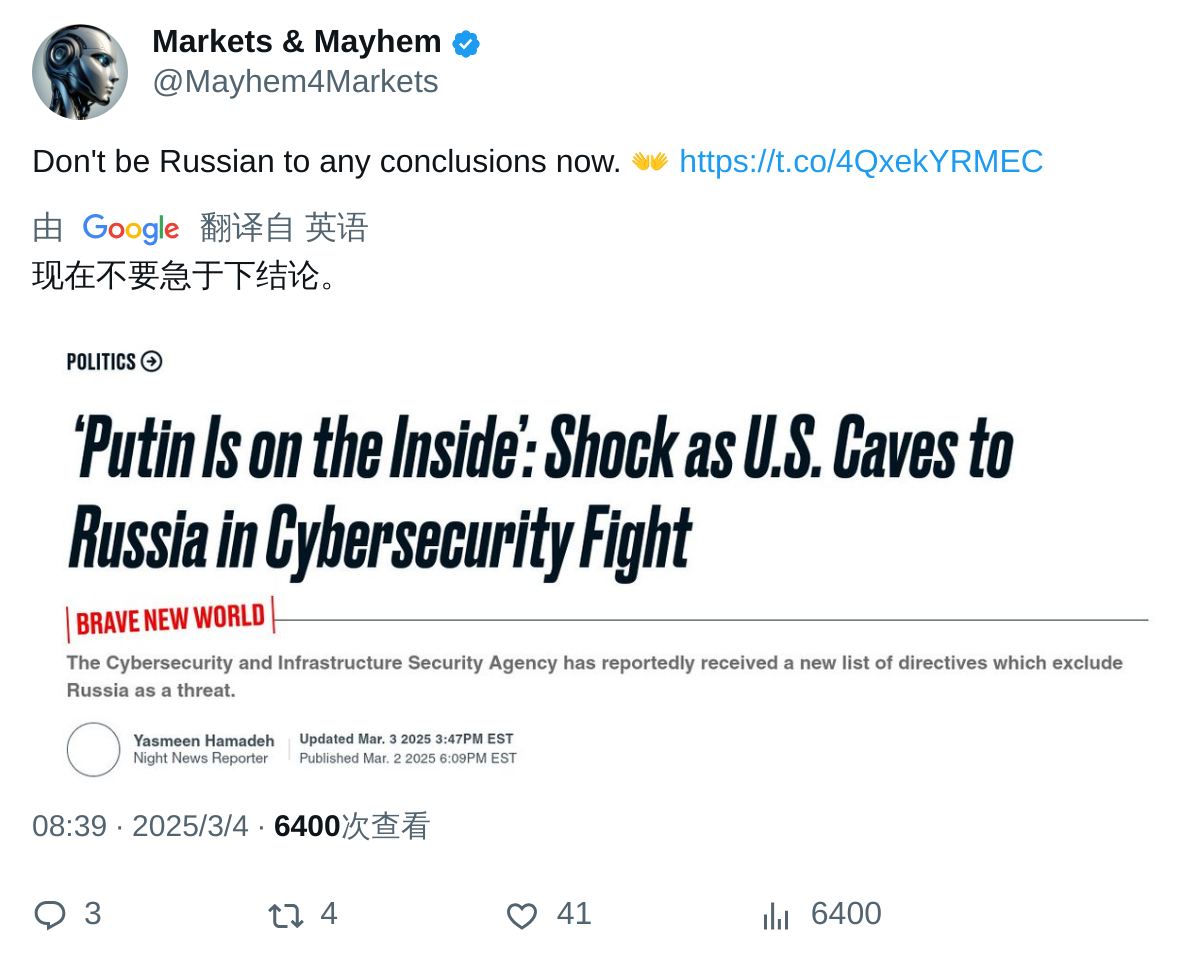 Markets & Mayhem
@Mayhem4Markets
Don't be Russian to any conclusions now. 👐 https://t.co/4QxekYRMEC
由 Google 翻译自 英语
现在不要急于下结论。
POLITICS
‘Putin Is on the Inside’: Shock as U.S. Caves to
Russia in Cybersecurity Fight
BRAVE NEW WORLD
The Cybersecurity and Infrastructure Security Agency has reportedly received a new list of directives which exclude
Russia as a threat.
Yasmeen Hamadeh
Night News Reporter
Updated Mar. 3 2025 3:47PM EST
Published Mar. 2 2025 6:09PM EST
08:39 · 2025/3/4 · 6400次查看
3 4 41 6400